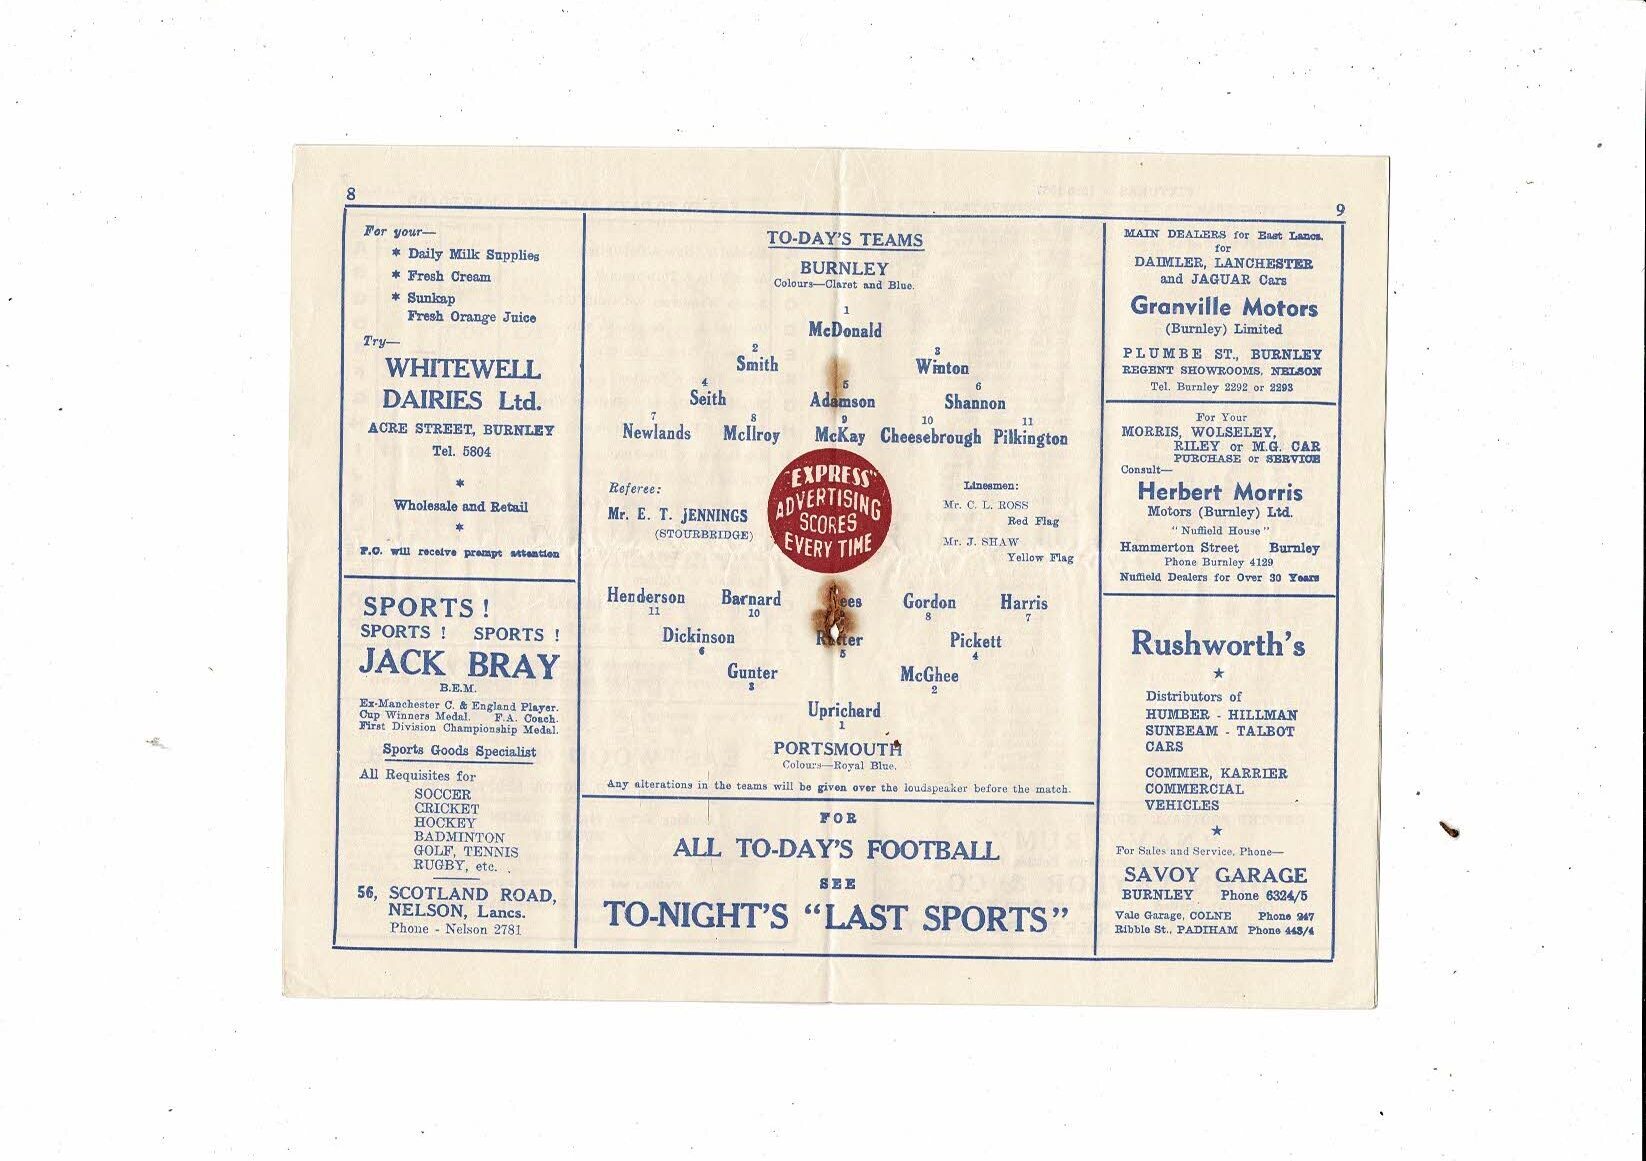 8
9
For your—
* Daily Milk Supplies
* Fresh Cream
* Sunkap
Fresh Orange Juice
Try—
WHITEWELL
DAIRIES Ltd.
ACRE STREET, BURNLEY
Tel. 5804
*
Wholesale and Retail
*
P.O. will receive prompt attention
SPORTS !
SPORTS ! SPORTS !
JACK BRAY
B.E.M.
Ex-Manchester C. & England Player.
Cup Winners Medal. F.A. Coach.
First Division Championship Medal.
Sports Goods Specialist
All Requisites for
SOCCER
CRICKET
HOCKEY
BADMINTON
GOLF, TENNIS
RUGBY, etc. .
56, SCOTLAND ROAD,
NELSON, Lancs.
Phone - Nelson 2781
TO-DAY'S TEAMS
BURNLEY
Colours—Claret and Blue.
1
McDonald
2 3
Smith Winton
4 5 6
Seith Adamson Shannon
7 8 9 10 11
Newlands McIlroy McKay Cheesebrough Pilkington
"EXPRESS"
ADVERTISING
SCORES
EVERY TIME
Referee:
Mr. E. T. JENNINGS
(STOURBRIDGE)
Linesmen:
Mr. C. L. ROSS
Red Flag
Mr. J. SHAW
Yellow Flag
Henderson Barnard Gordon Harris
11 10 8 7
Dickinson Pickett
6 5 4
Gunter McGhee
3 2
Uprichard
1
PORTSMOUTH
Colours—Royal Blue.
Any alterations in the teams will be given over the loudspeaker before the match.
FOR
ALL TO-DAY'S FOOTBALL
SEE
TO-NIGHT'S "LAST SPORTS"
MAIN DEALERS for East Lancs.
for
DAIMLER, LANCHESTER
and JAGUAR Cars
Granville Motors
(Burnley) Limited
PLUMBE ST., BURNLEY
REGENT SHOWROOMS, NELSON
Tel. Burnley 2292 or 2293
For Your
MORRIS, WOLSELEY,
RILEY or M.G. CAR
PURCHASE or SERVICE
Consult—
Herbert Morris
Motors (Burnley) Ltd.
" Nuffield House "
Hammerton Street Burnley
Phone Burnley 4129
Nuffield Dealers for Over 30 Years
Rushworth's
★
Distributors of
HUMBER - HILLMAN
SUNBEAM - TALBOT
CARS
COMMER, KARRIER
COMMERCIAL
VEHICLES
★
For Sales and Service, Phone—
SAVOY GARAGE
BURNLEY Phone 6324/5
Vale Garage, COLNE Phone 947
Ribble St., PADIHAM Phone 443/4